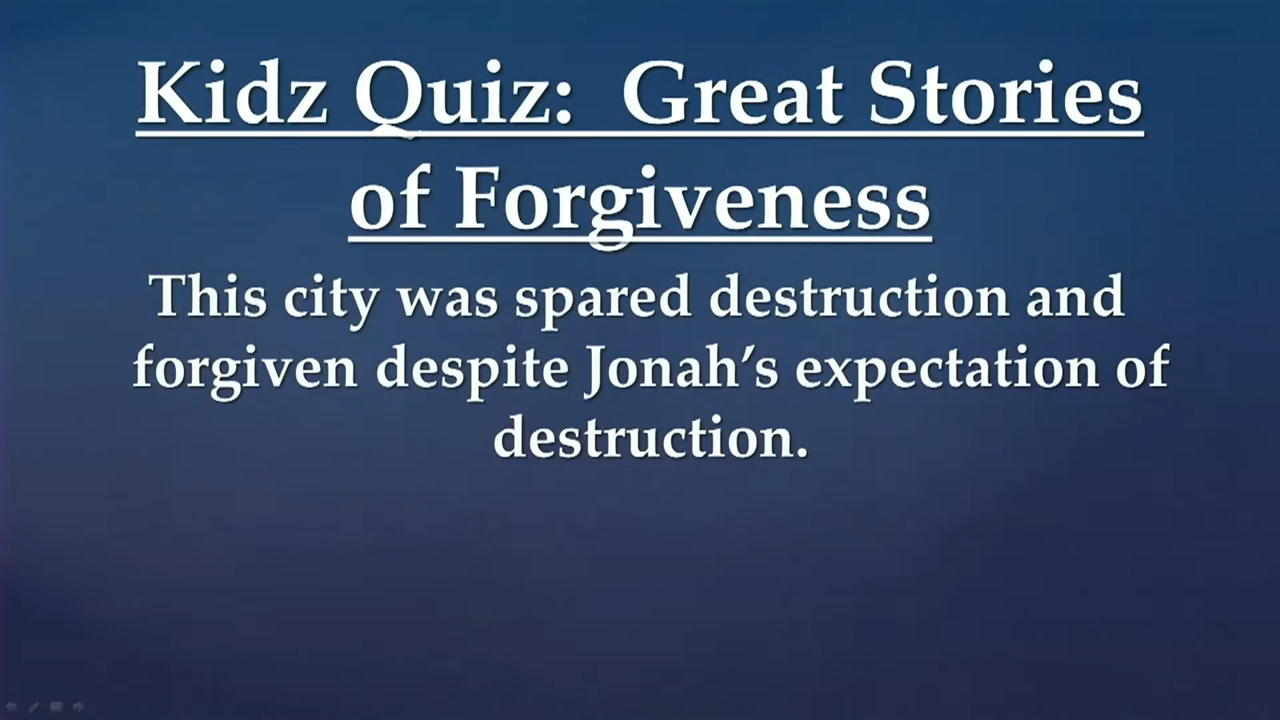 Kidz Quiz:  Great Stories
of Forgiveness
This city was spared destruction and
forgiven despite Jonah’s expectation of
destruction.